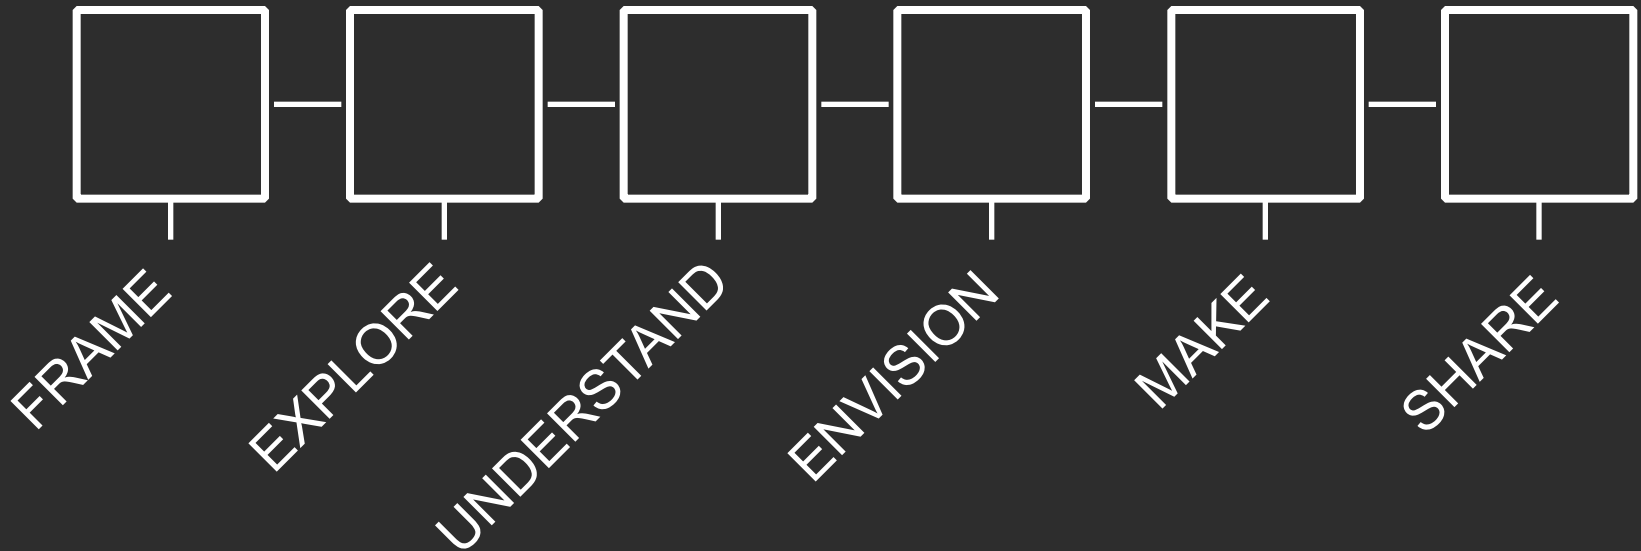 FRAME
EXPLORE
UNDERSTAND
ENVISION
MAKE
SHARE